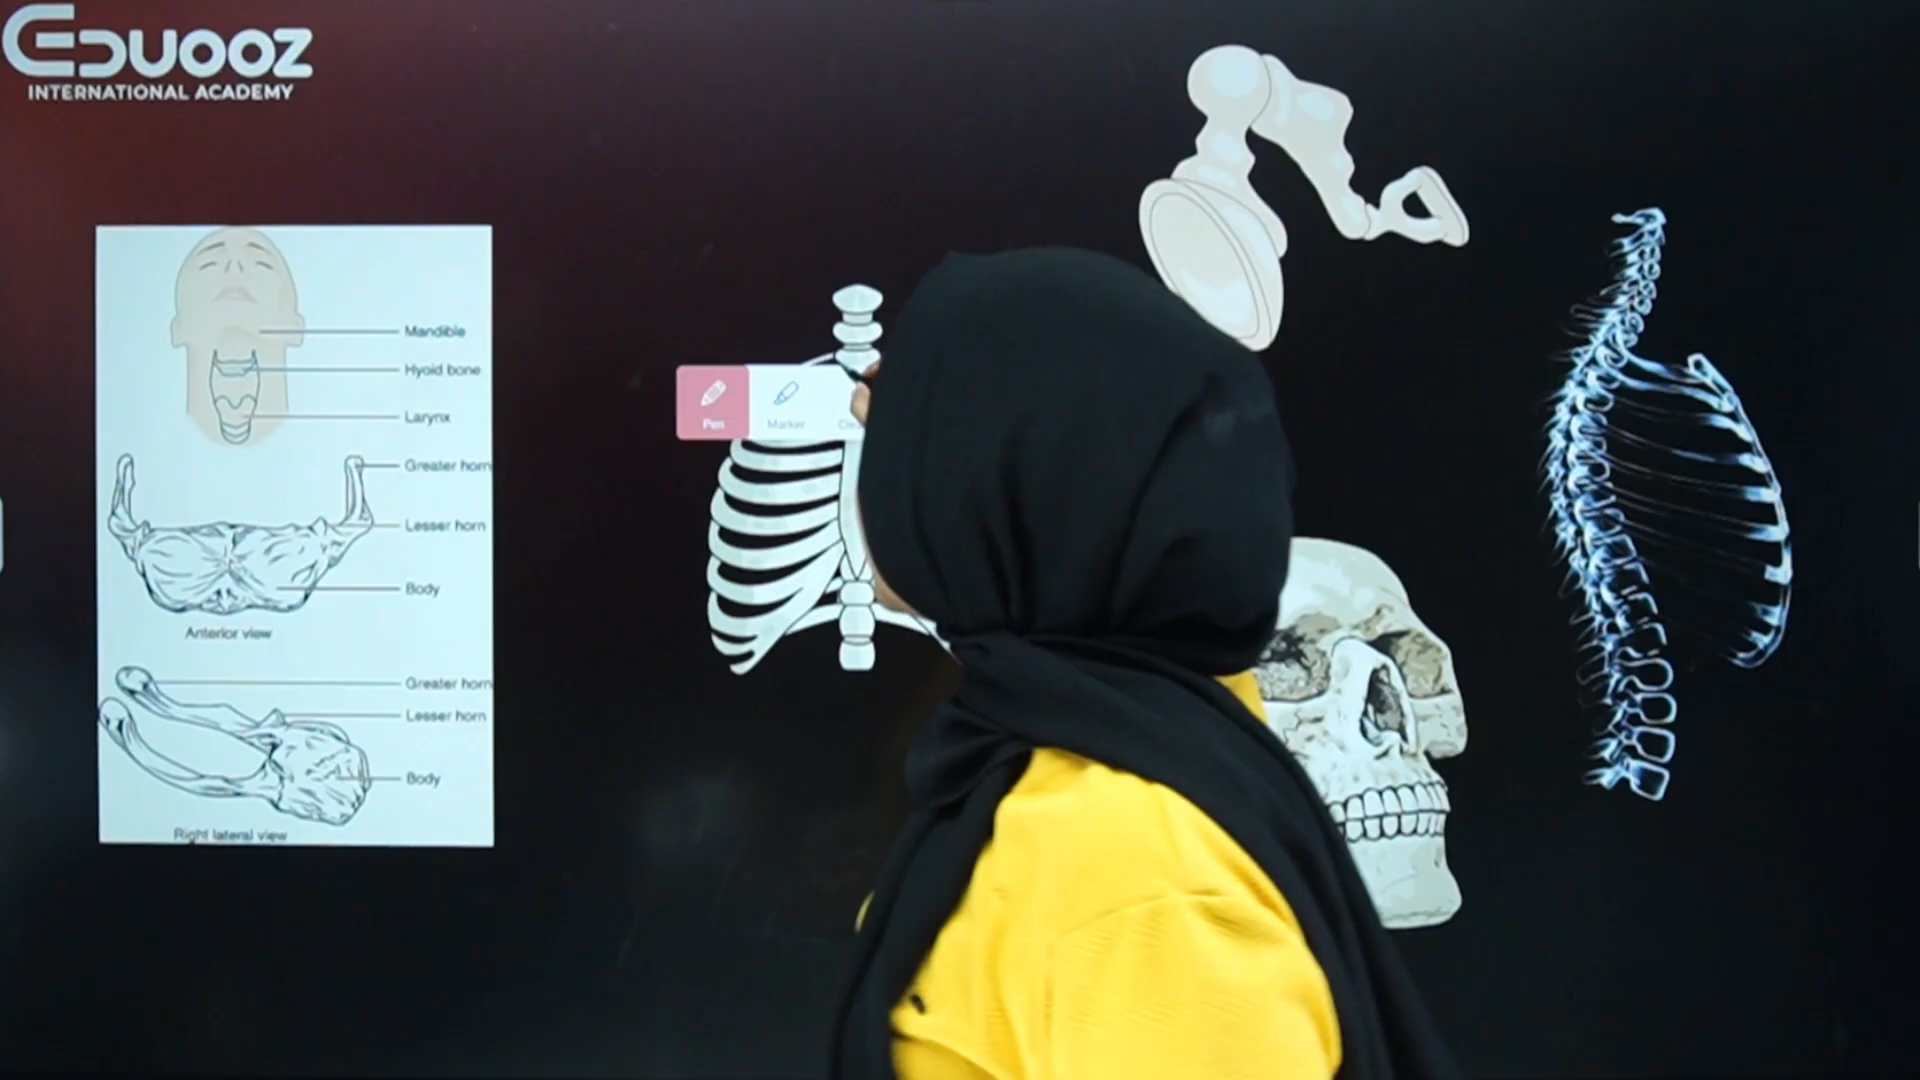 EDUOOZ
INTERNATIONAL ACADEMY
Mandible
Hyoid bone
Larynx
Greater horn
Lesser horn
Body
Anterior view
Greater horn
Lesser horn
Body
Right lateral view
Pen
Marker